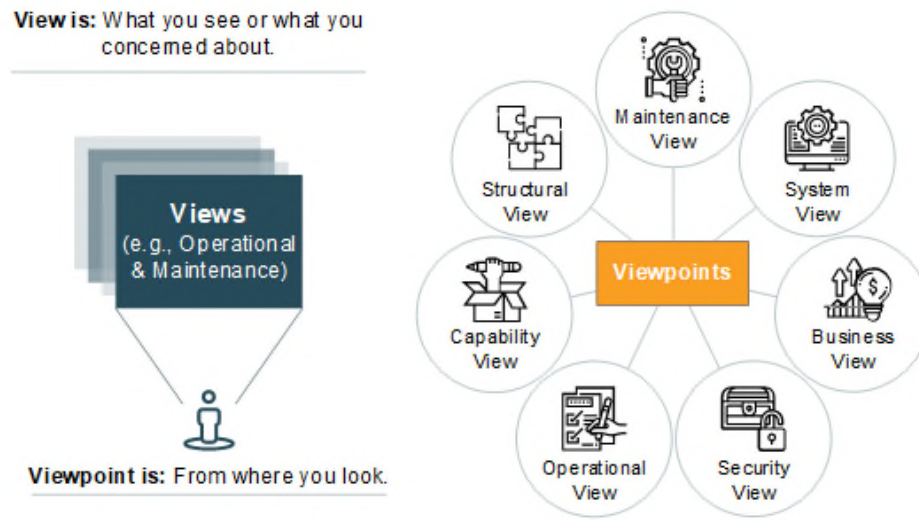 View is: What you see or what you
concerned about.
Views
(e.g., Operational
& Maintenance)
Viewpoint is: From where you look.
Maintenance
View
Structural
View
System
View
Viewpoints
Capability
View
Business
View
Operational
View
Security
View
$